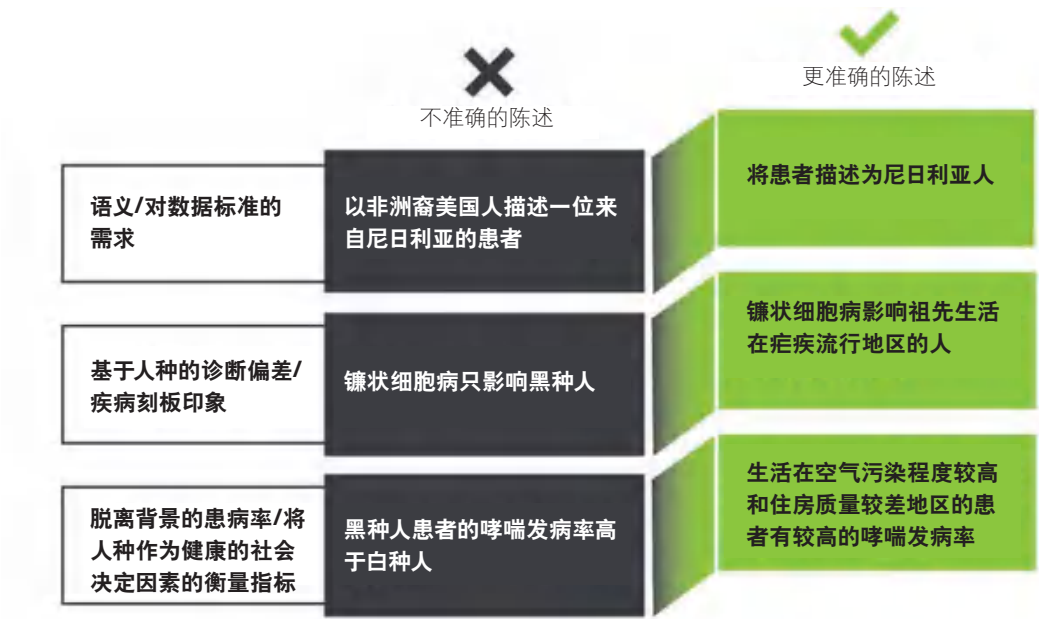 不准确的陈述
更准确的陈述
语义/对数据标准的
需求
以非洲裔美国人描述一位来
自尼日利亚的患者
将患者描述为尼日利亚人
基于人种的诊断偏差/
疾病刻板印象
镰状细胞病只影响黑种人
镰状细胞病影响祖先生活
在疟疾流行地区的人
脱离背景的患病率/将
人种作为健康的社会
决定因素的衡量指标
黑种人患者的哮喘发病率高
于白种人
生活在空气污染程度较高
和住房质量较差地区的患
者有较高的哮喘发病率